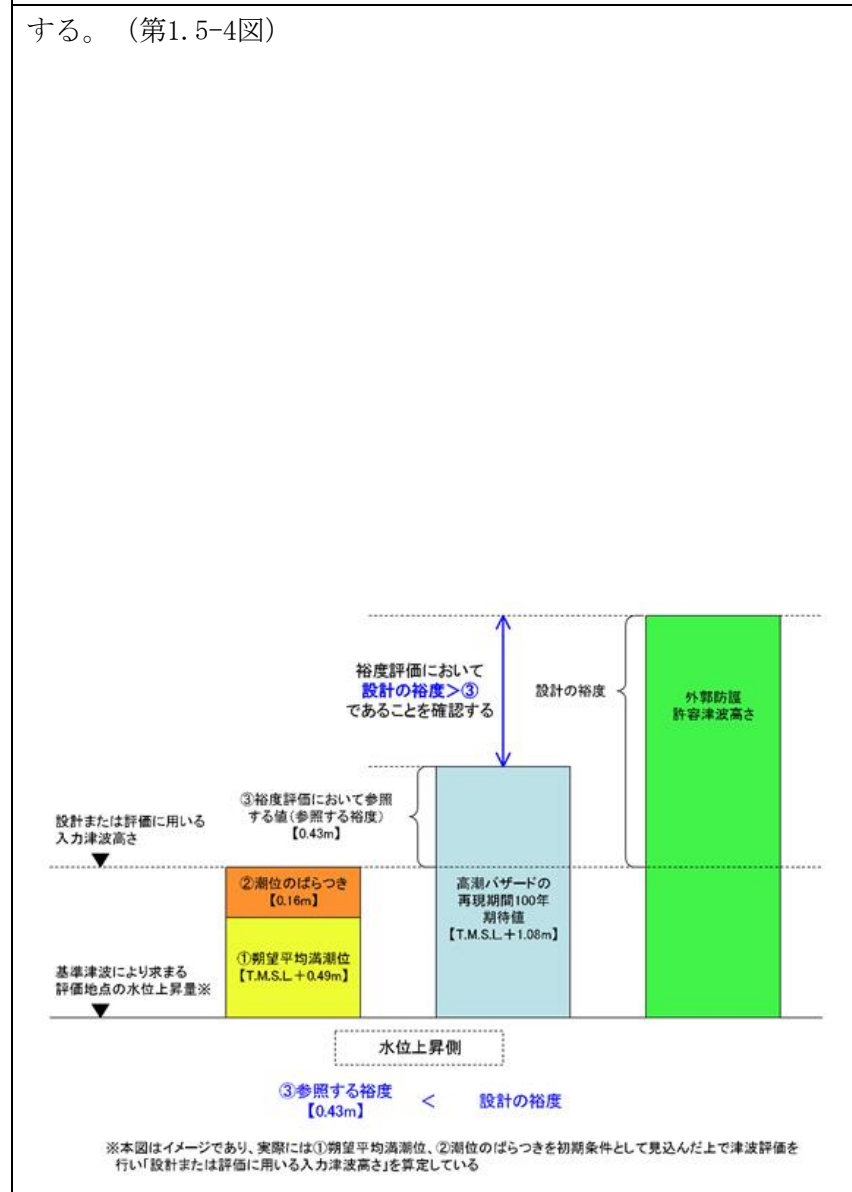 する。（第1.5-4図）
裕度評価において
設計の裕度＞③
であることを確認する
設計の裕度
外郭防護
許容津波高さ
③裕度評価において参照
する値(参照する裕度)
【0.43m】
設計または評価に用いる
入力津波高さ
②潮位のばらつき
【0.16m】
高潮バザードの
再現期間100年
期待値
【T.M.S.L.＋1.08m】
①朔望平均満潮位
【T.M.S.L.＋0.49m】
基準津波により求まる
評価地点の水位上昇量※
水位上昇側
③参照する裕度 ＜ 設計の裕度
【0.43m】
※本図はイメージであり、実際には①朔望平均満潮位、②潮位のばらつきを初期条件として見込んだ上で津波評価を
行い「設計または評価に用いる入力津波高さ」を算定している